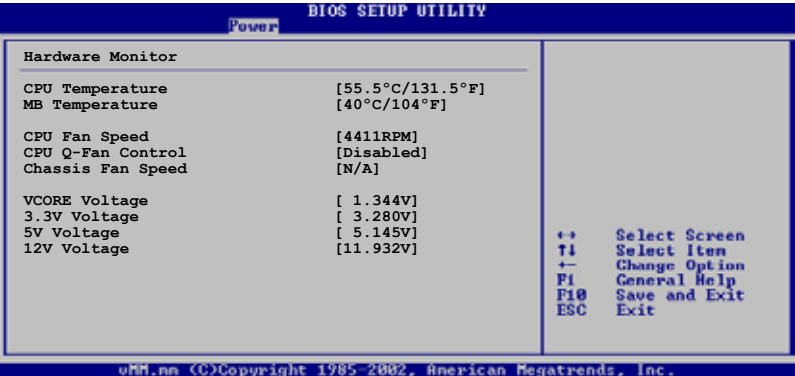 BIOS SETUP UTILITY
Power
Hardware Monitor
CPU Temperature [55.5°C/131.5°F]
MB Temperature [40°C/104°F]
CPU Fan Speed [4411RPM]
CPU Q-Fan Control [Disabled]
Chassis Fan Speed [N/A]
VCORE Voltage [ 1.344V]
3.3V Voltage [ 3.280V]
5V Voltage [ 5.145V]
12V Voltage [11.932V]
←→ Select Screen
↑↓ Select Item
+- Change Option
F1 General Help
F10 Save and Exit
ESC Exit
vMM.mm (C)Copyright 1985-2002, American Megatrends, Inc.